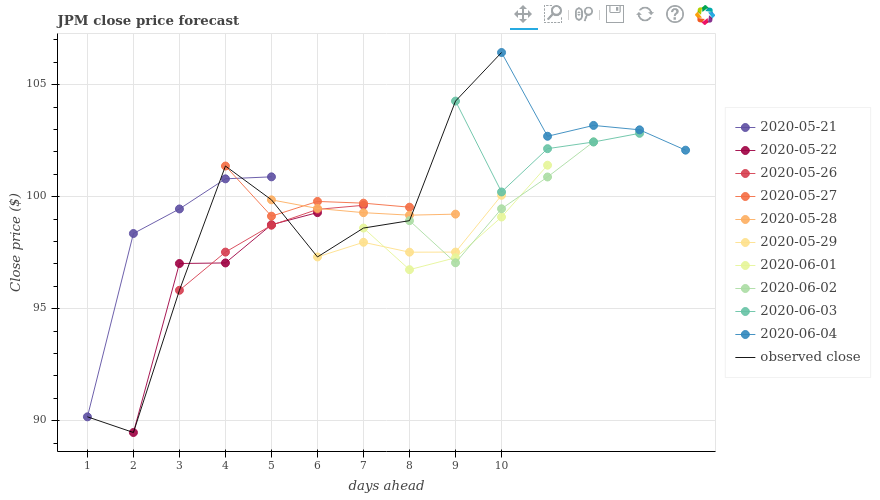 JPM close price forecast
105
100
95
90
Close price ($)
1 2 3 4 5 6 7 8 9 10
days ahead
2020-05-21
2020-05-22
2020-05-26
2020-05-27
2020-05-28
2020-05-29
2020-06-01
2020-06-02
2020-06-03
2020-06-04
observed close